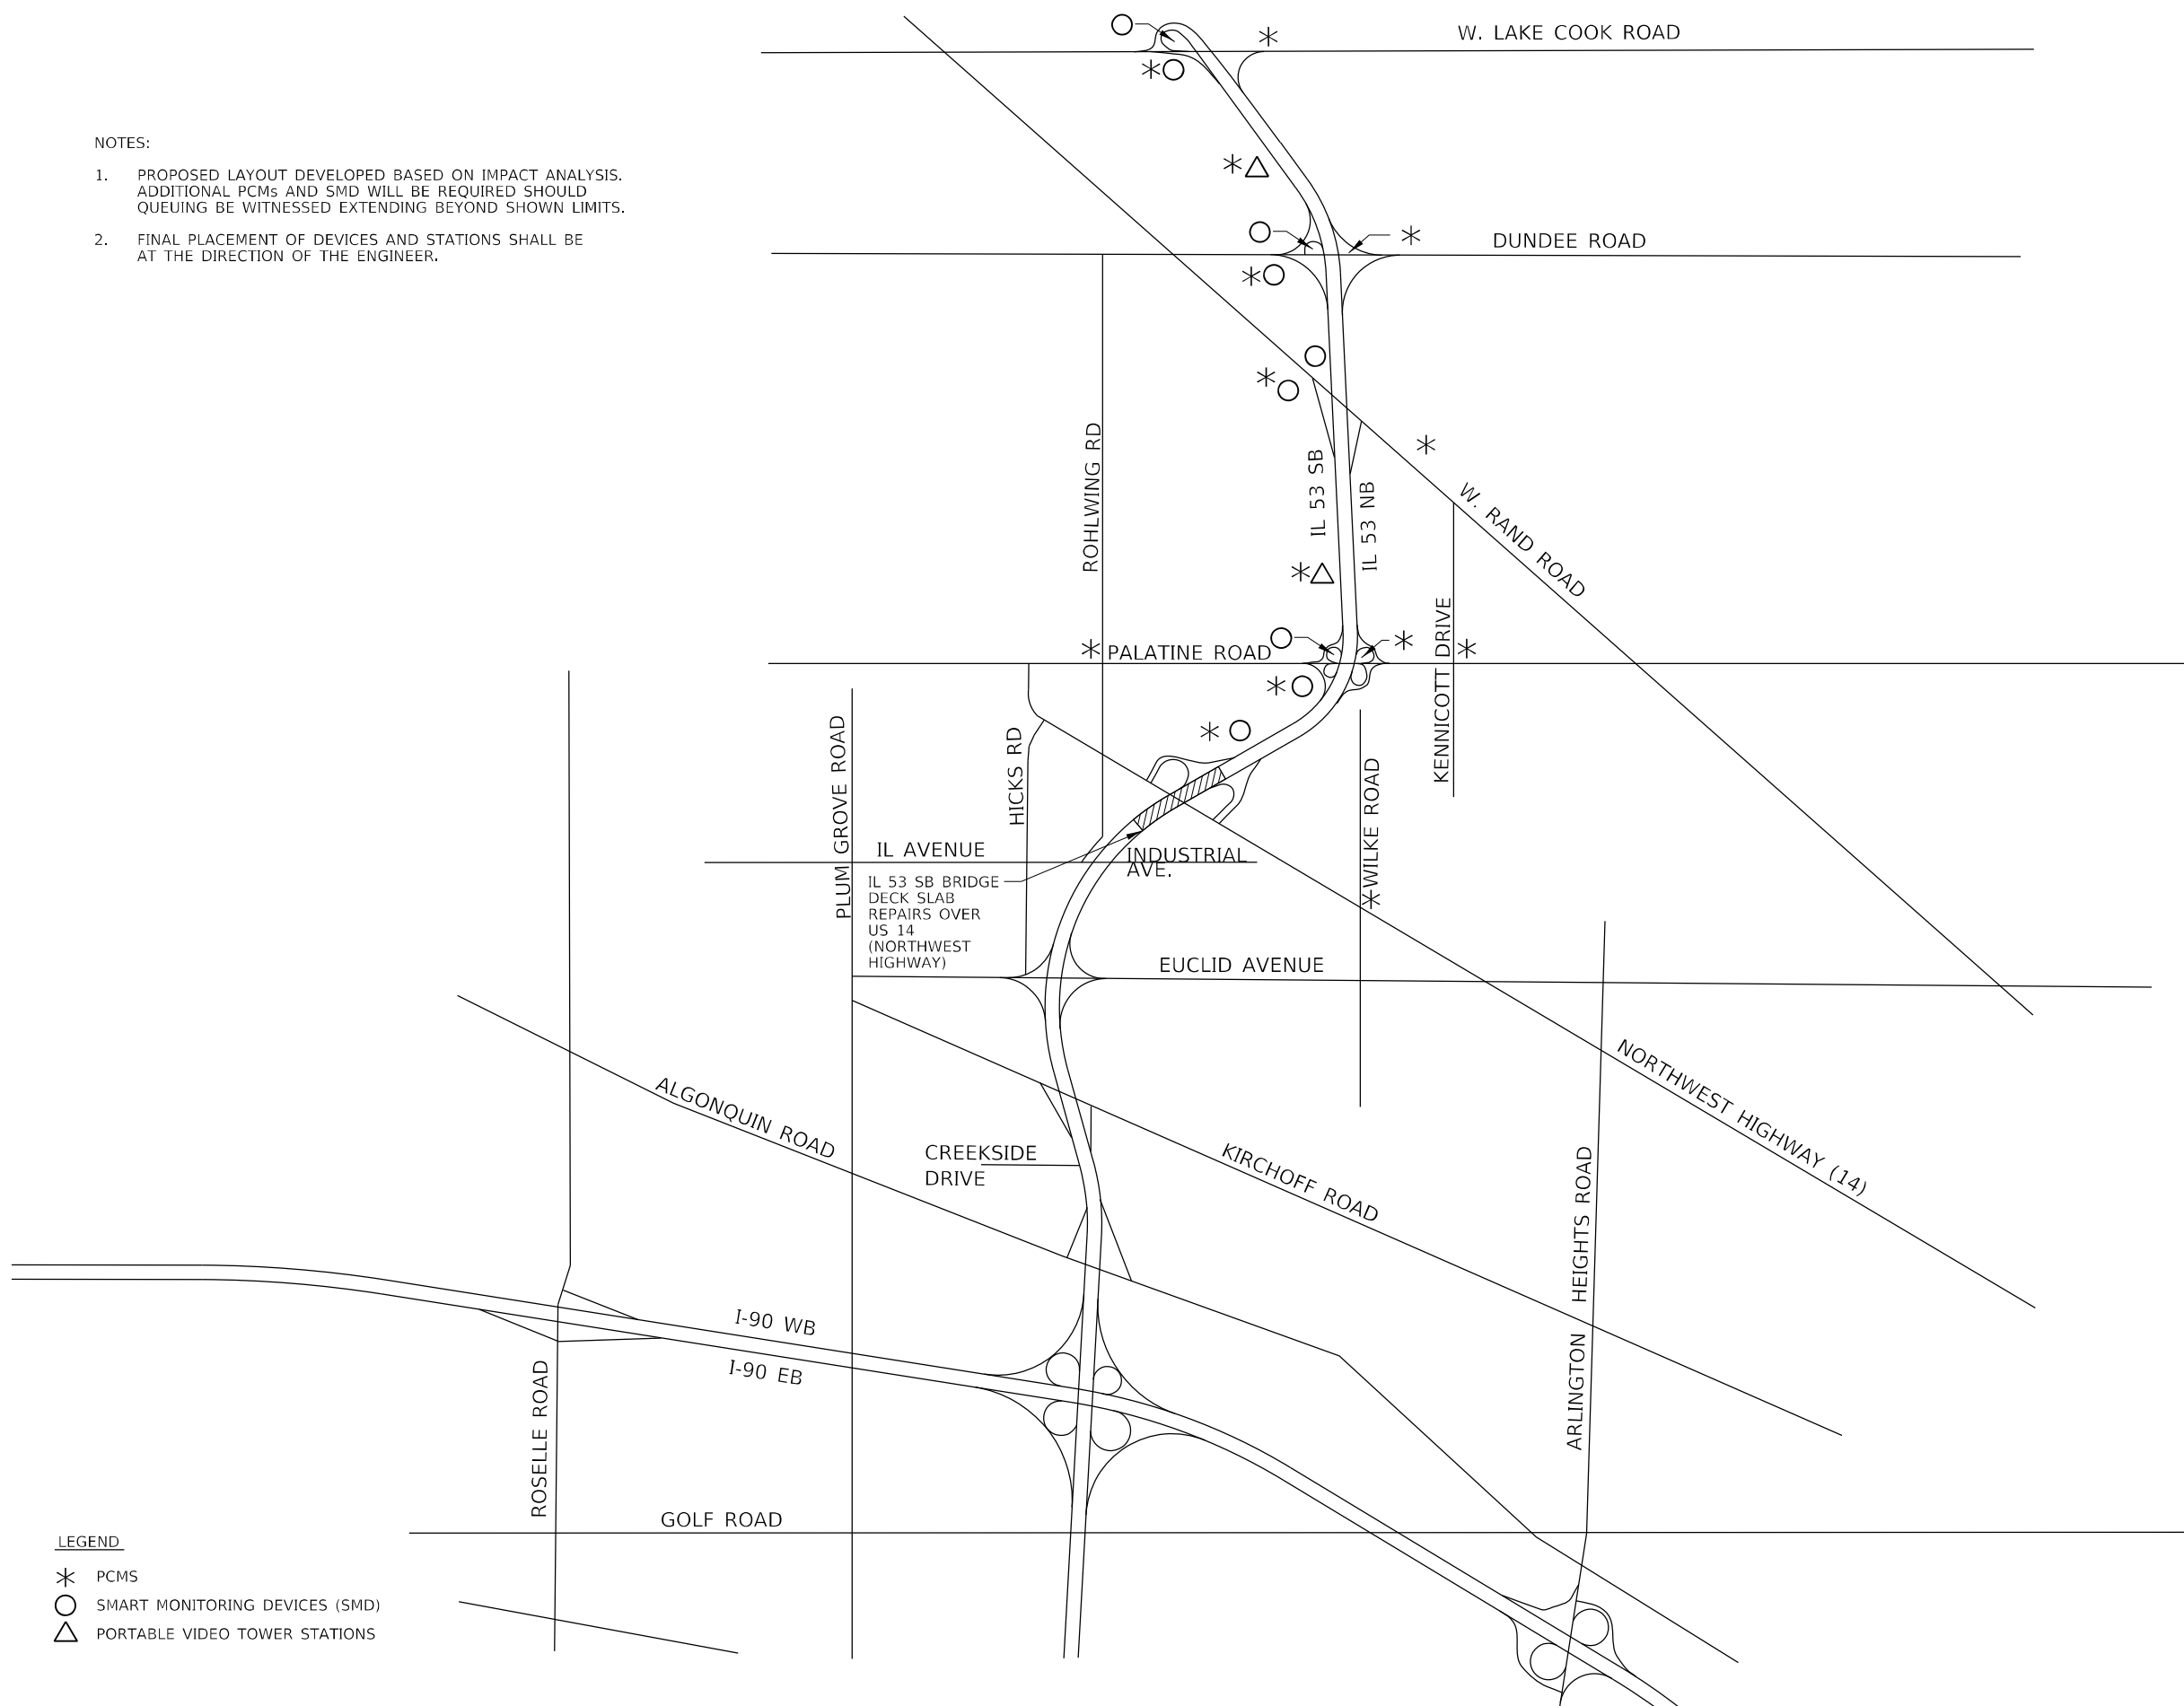 W. LAKE COOK ROAD
NOTES:
1. PROPOSED LAYOUT DEVELOPED BASED ON IMPACT ANALYSIS.
ADDITIONAL PCMs AND SMD WILL BE REQUIRED SHOULD
QUEUING BE WITNESSED EXTENDING BEYOND SHOWN LIMITS.
2. FINAL PLACEMENT OF DEVICES AND STATIONS SHALL BE
AT THE DIRECTION OF THE ENGINEER.
DUNDEE ROAD
ROHLWING RD
IL 53 SB
IL 53 NB
W. RAND ROAD
KENNICOTT DRIVE
PALATINE ROAD
PLUM GROVE ROAD
HICKS RD
WILKE ROAD
IL AVENUE
INDUSTRIAL
AVE.
IL 53 SB BRIDGE
DECK SLAB
REPAIRS OVER
US 14
(NORTHWEST
HIGHWAY)
EUCLID AVENUE
NORTHWEST HIGHWAY (14)
ALGONQUIN ROAD
CREEKSIDE
DRIVE
KIRCHOFF ROAD
ARLINGTON HEIGHTS ROAD
I-90 WB
I-90 EB
ROSELLE ROAD
GOLF ROAD
LEGEND
PCMS
SMART MONITORING DEVICES (SMD)
PORTABLE VIDEO TOWER STATIONS